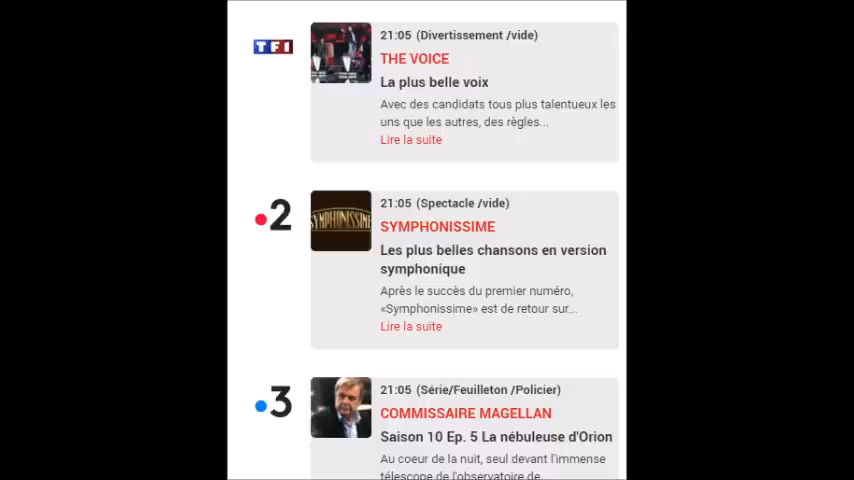 TF1
21:05 (Divertissement /vide)
THE VOICE
La plus belle voix
Avec des candidats tous plus talentueux les
uns que les autres, des règles...
Lire la suite
2
SYMPHONISSIME
21:05 (Spectacle /vide)
SYMPHONISSIME
Les plus belles chansons en version
symphonique
Après le succès du premier numéro,
«Symphonissime» est de retour sur...
Lire la suite
3
21:05 (Série/Feuilleton /Policier)
COMMISSAIRE MAGELLAN
Saison 10 Ep. 5 La nébuleuse d'Orion
Au coeur de la nuit, seul devant l'immense
télescope de l'observatoire de...